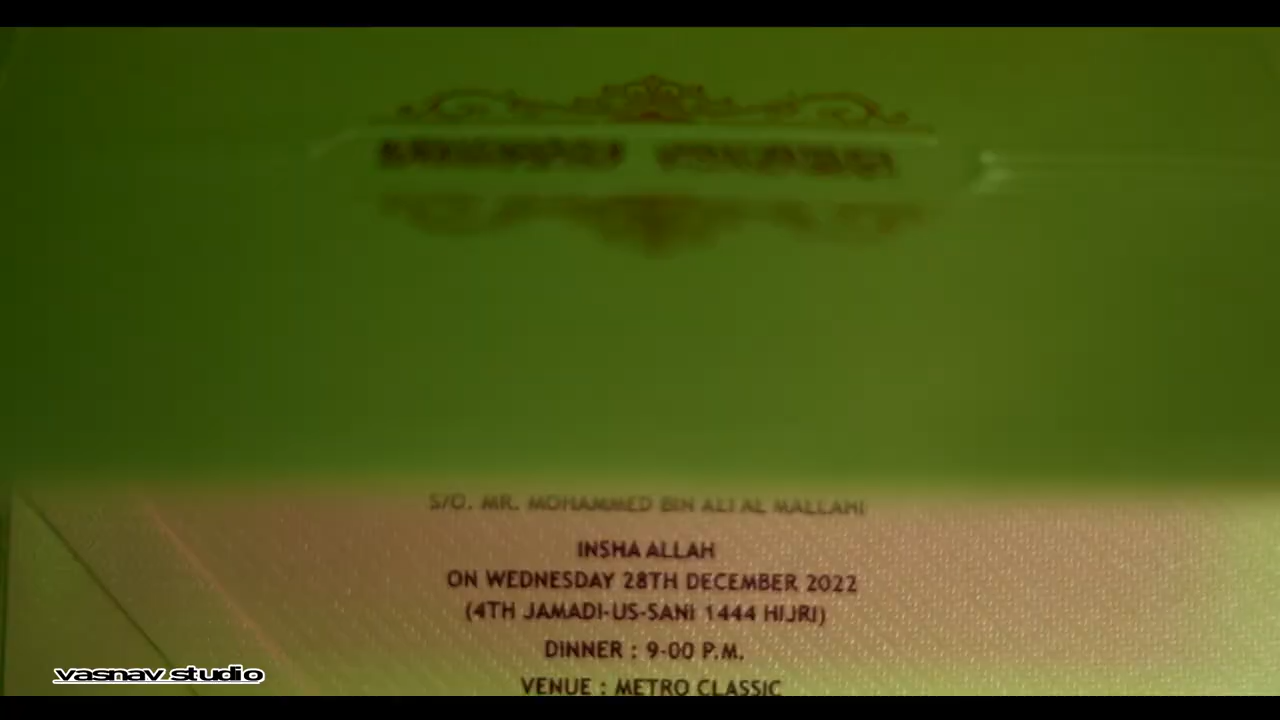 S/O. MR. MOHAMMED BIN ALI AL MALLAHI
INSHA ALLAH
ON WEDNESDAY 28TH DECEMBER 2022
(4TH JAMADI-US-SANI 1444 HIJRI)
DINNER : 9-00 P.M.
VENUE : METRO CLASSIC
vasnav studio